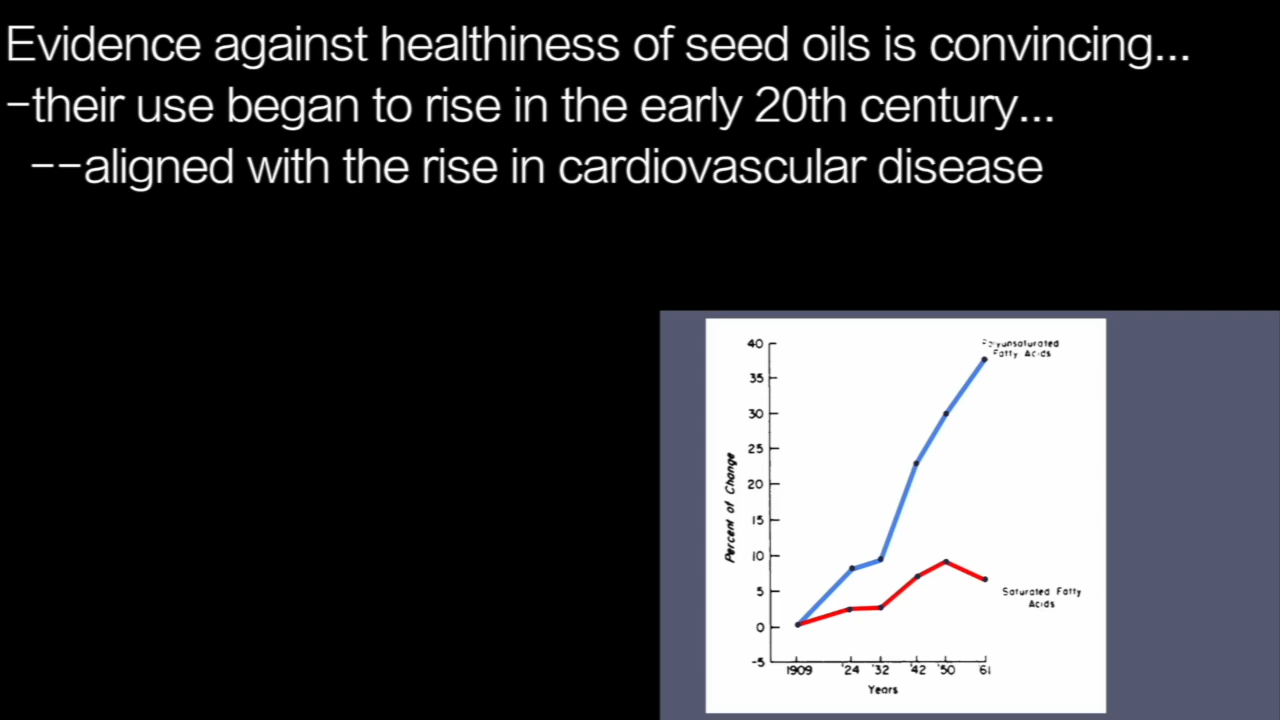 Evidence against healthiness of seed oils is convincing...
-their use began to rise in the early 20th century...
--aligned with the rise in cardiovascular disease
40
35
30
25
20
15
10
5
0
-5
Percent of Change
Polyunsaturated
Fatty Acids
Saturated Fatty
Acids
1909 '24 '32 '42 '50 '61
Years